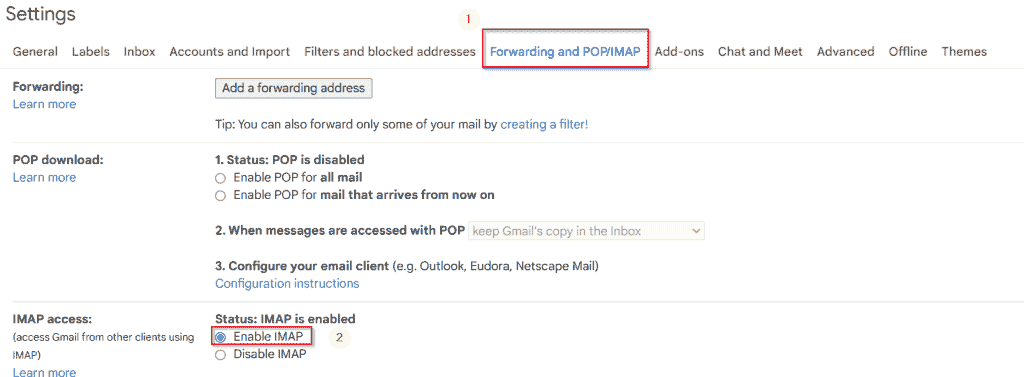 Settings
1
General Labels Inbox Accounts and Import Filters and blocked addresses Forwarding and POP/IMAP Add-ons Chat and Meet Advanced Offline Themes
Forwarding:
Learn more
Add a forwarding address
Tip: You can also forward only some of your mail by creating a filter!
POP download:
Learn more
1. Status: POP is disabled
Enable POP for all mail
Enable POP for mail that arrives from now on
2. When messages are accessed with POP keep Gmail's copy in the Inbox
3. Configure your email client (e.g. Outlook, Eudora, Netscape Mail)
Configuration instructions
IMAP access:
(access Gmail from other clients using
IMAP)
Learn more
Status: IMAP is enabled
Enable IMAP 2
Disable IMAP